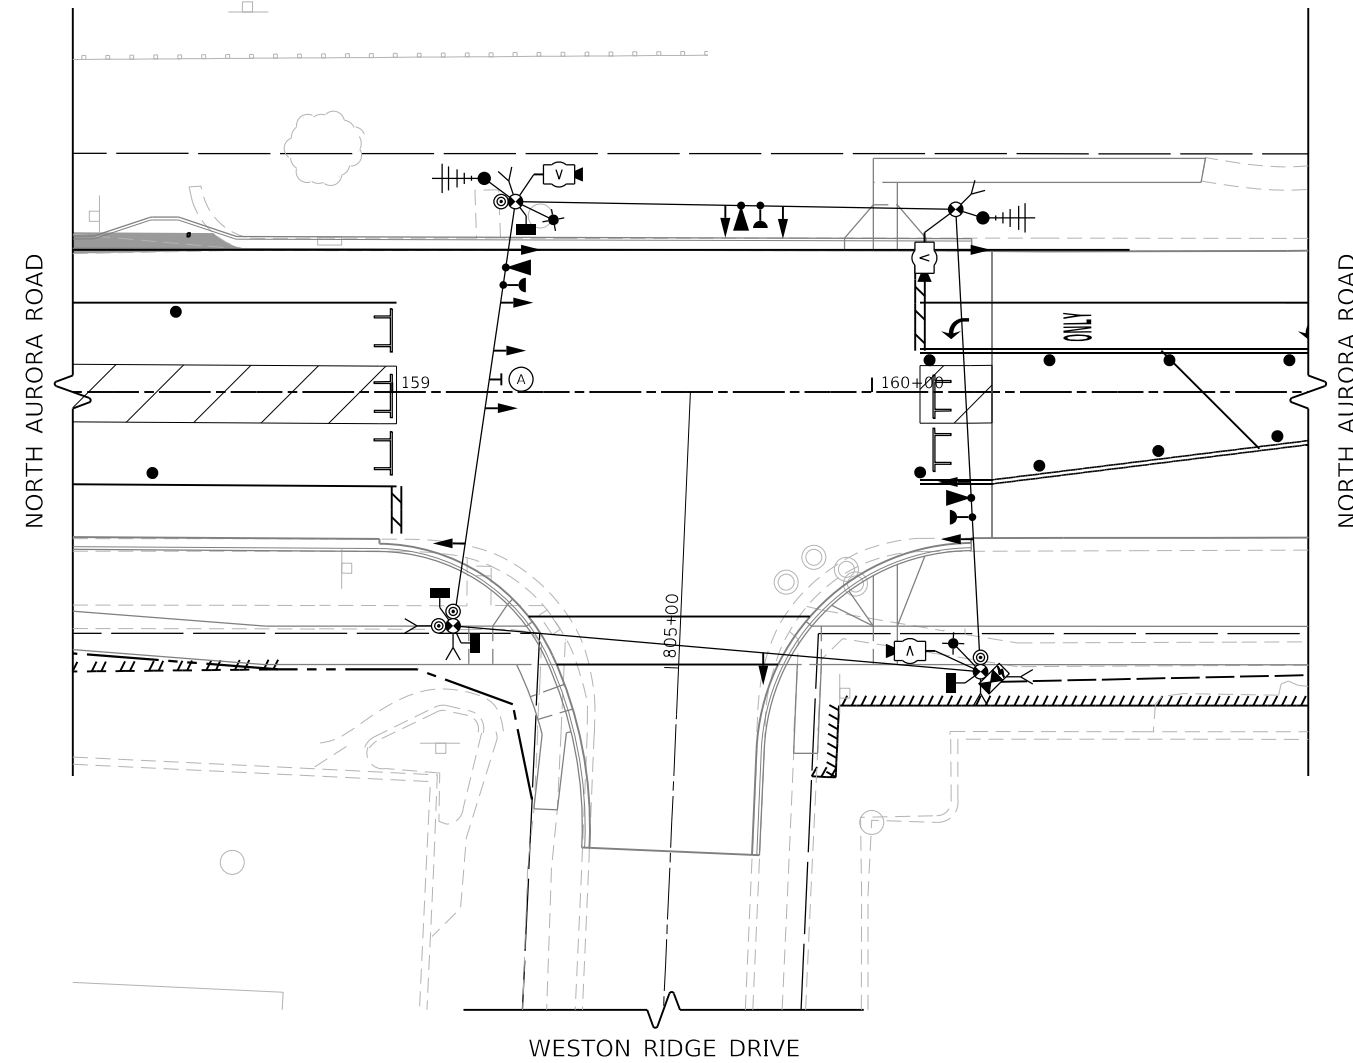 V
NORTH AURORA ROAD
NORTH AURORA ROAD
V
ONLY
159
A
160+00
805+00
V
WESTON RIDGE DRIVE